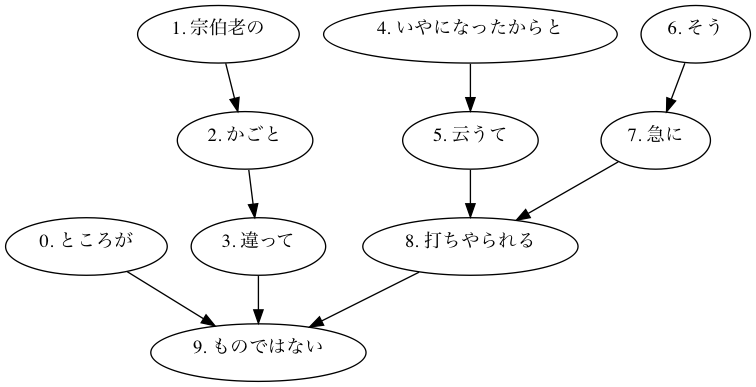 1. 宗伯老の
4. いやになったからと
6. そう
2. かごと
5. 云うて
7. 急に
0. ところが
3. 違って
8. 打ちやられる
9. ものではない